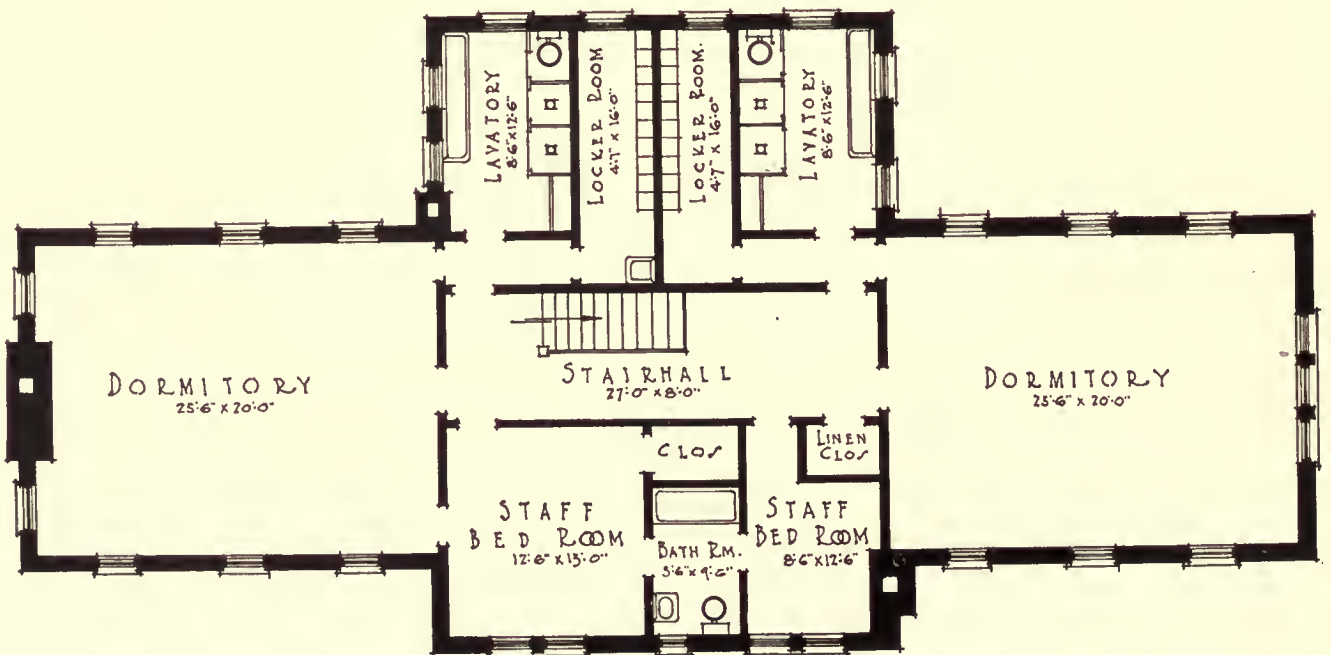 LAVATORY
8'-6" x 12'-6"
LOCKER ROOM
4'-7" x 16'-0"
LOCKER ROOM.
4'-7" x 16'-0"
LAVATORY
8'-6" x 12'-6"
DORMITORY
25'-6" x 20'-0"
STAIRHALL
27'-0" x 8'-0"
DORMITORY
25'-6" x 20'-0"
CLOS
LINEN
CLOS
STAFF
BED ROOM
12'-6" x 15'-0"
BATH RM.
5'-6" x 9'-6"
STAFF
BED ROOM
8'-6" x 12'-6"